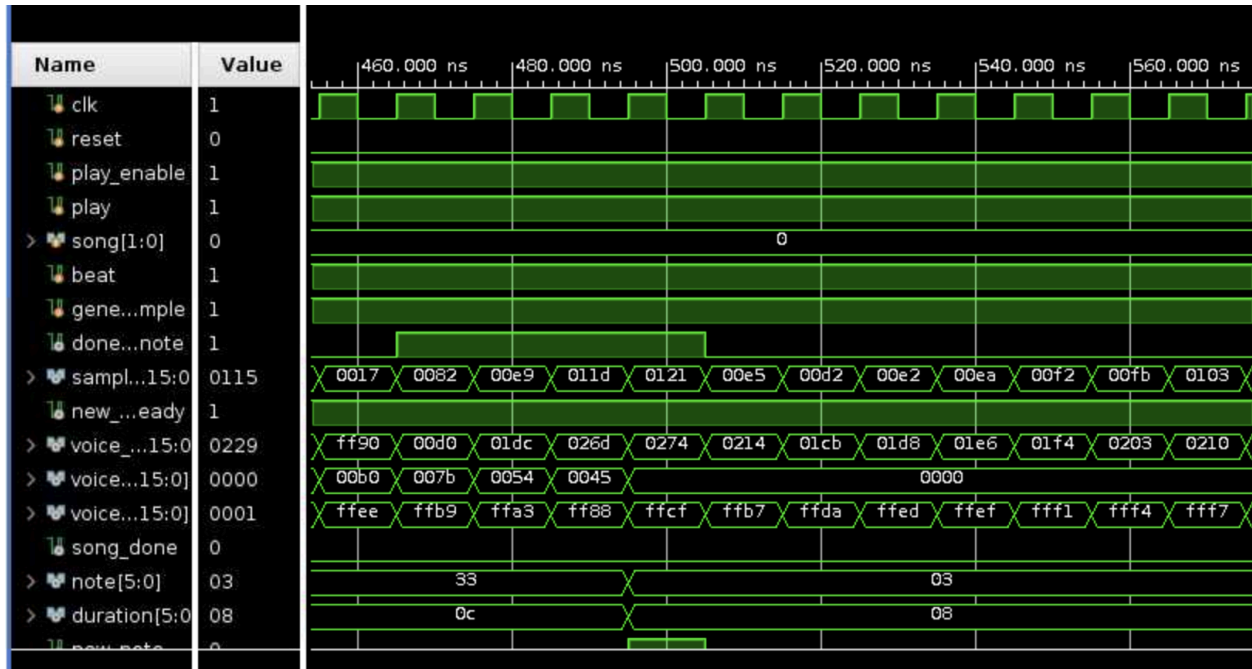 Name Value
460.000 ns 480.000 ns 500.000 ns 520.000 ns 540.000 ns 560.000 ns
clk 1
reset 0
play_enable 1
play 1
song[1:0] 0 0
beat 1
gene...mple 1
done...note 1
sampl...15:0 0115 0017 0082 00e9 011d 0121 00e5 00d2 00e2 00ea 00f2 00fb 0103
new_...eady 1
voice_...15:0 0229 ff90 00d0 01dc 026d 0274 0214 01cb 01d8 01e6 01f4 0203 0210
voice...15:0] 0000 00b0 007b 0054 0045 0000
voice...15:0] 0001 ffee ffb9 ffa3 ff88 ffcf ffb7 ffda ffed ffef fff1 fff4 fff7
song_done 0
note[5:0] 03 33 03
duration[5:0 08 0c 08
new_note 0